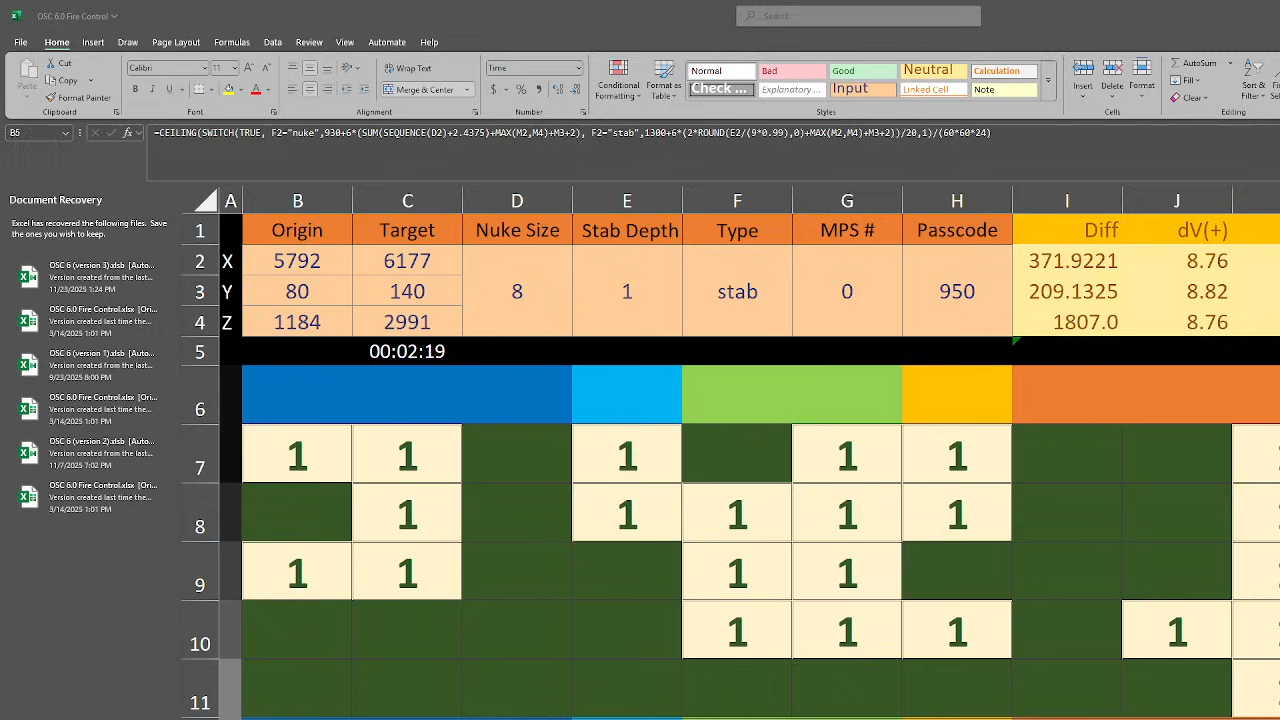 OSC 6.0 Fire Control
Search
File Home Insert Draw Page Layout Formulas Data Review View Automate Help
Paste
Cut
Copy
Format Painter
Clipboard
Calibri 11
B I U
Font
Wrap Text
Merge & Center
Alignment
Time
$ %
Number
Conditional Formatting
Format as Table
Normal Bad Good Neutral Calculation
Check ... Explanatory ... Input Linked Cell Note
Styles
Insert Delete Format
Cells
AutoSum
Fill
Clear
Sort &
Filter
Editing
B5 fx =CEILING(SWITCH(TRUE, F2="nuke",930+6*(SUM(SEQUENCE(D2)+2.4375)+MAX(M2,M4)+M3+2), F2="stab",1300+6*(2*ROUND(E2/(9*0.99),0)+MAX(M2,M4)+M3+2))/20,1)/(60*60*24)
Document Recovery
Excel has recovered the following files. Save
the ones you wish to keep.
OSC 6 (version 3).dsb [Auto...
Version created from the last...
11/23/2025 1:24 PM
OSC 6.0 Fire Control.xlsx [Ori...
Version created last time the...
3/14/2025 1:01 PM
OSC 6 (version 1).dsb [Auto...
Version created from the last...
9/23/2025 8:00 PM
OSC 6.0 Fire Control.xlsx [Ori...
Version created last time the...
3/14/2025 1:01 PM
OSC 6 (version 2).dsb [Auto...
Version created from the last...
11/7/2025 7:02 PM
OSC 6.0 Fire Control.xlsx [Ori...
Version created last time the...
3/14/2025 1:01 PM
A B C D E F G H I J
1 Origin Target Nuke Size Stab Depth Type MPS # Passcode Diff dV(+)
2 X 5792 6177 371.9221 8.76
3 Y 80 140 8 1 stab 0 950 209.1325 8.82
4 Z 1184 2991 1807.0 8.76
5 00:02:19
6
7 1 1 1 1 1
8 1 1 1 1 1
9 1 1 1 1
10 1 1 1 1
11